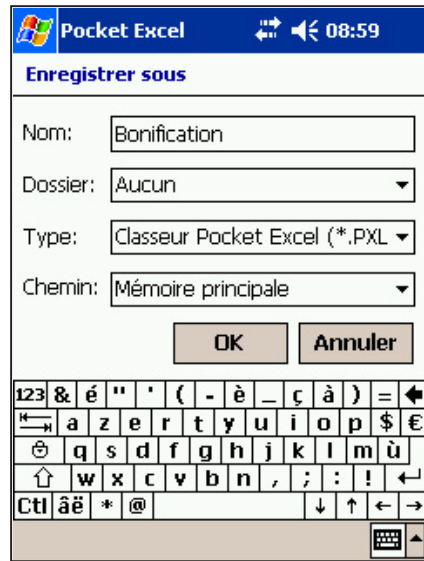 Pocket Excel 08:59
Enregistrer sous
Nom: Bonification
Dossier: Aucun
Type: Classeur Pocket Excel (*.PXL
Chemin: Mémoire principale
OK Annuler
123 & é " ' ( - è _ ç à ) =
a z e r t y u i o p $ €
q s d f g h j k l m ù
w x c v b n , ; : !
Ctl âë * @